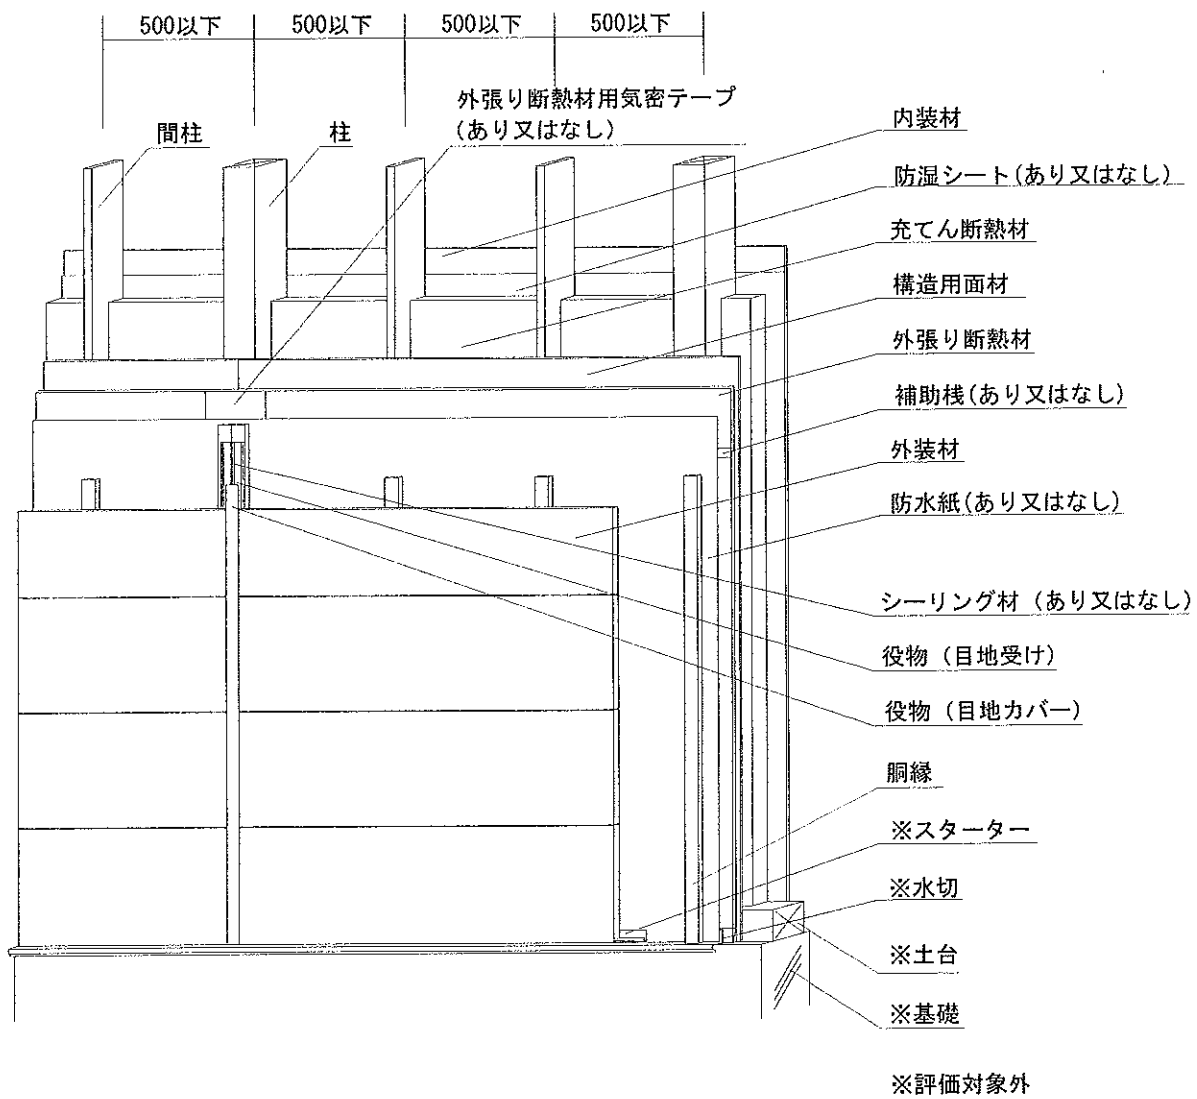 500以下 500以下 500以下 500以下
外張り断熱材用気密テープ
(あり又はなし)
間柱
柱
内装材
防湿シート(あり又はなし)
充てん断熱材
構造用面材
外張り断熱材
補助桟(あり又はなし)
外装材
防水紙(あり又はなし)
シーリング材 (あり又はなし)
役物 (目地受け)
役物 (目地カバー)
胴縁
※スターター
※水切
※土台
※基礎
※評価対象外